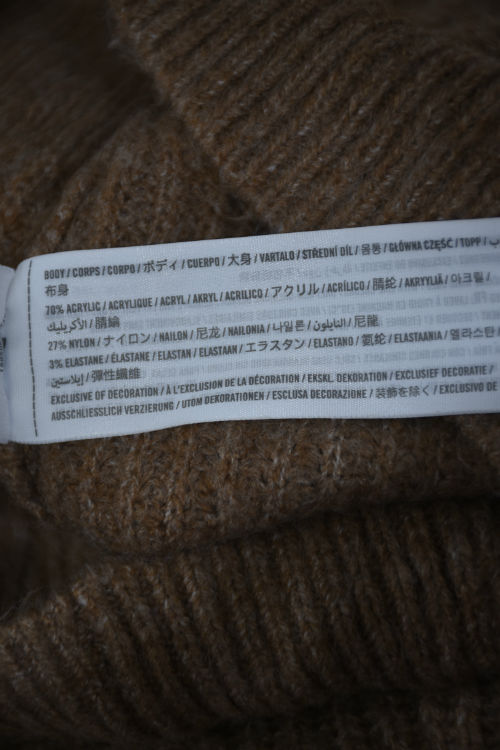 BODY / CORPS / CORPO / ボディ / CUERPO / 大身 / VARTALO / STŘEDNÍ DÍL / 몸통 / GŁÓWNA CZĘŚĆ / TOPP /
布身
70% ACRYLIC / ACRYLIQUE / ACRYL / AKRYL / ACRILICO / アクリル / ACRÍLICO / 腈纶 / AKRYYLIÄ / 아크릴 /
الأكريليك / 腈綸
27% NYLON / ナイロン / NAILON / 尼龙 / NAILONIA / 나일론 / النايلون / 尼龍
3% ELASTANE / ÉLASTANE / ELASTAN / ELASTAAN / エラスタン / ELASTANO / 氨纶 / ELASTAANIA / 엘라스탄
إيلاستين / 彈性纖維
EXCLUSIVE OF DECORATION / À L'EXCLUSION DE LA DÉCORATION / EKSKL. DEKORATION / EXCLUSIEF DECORATIE /
AUSSCHLIESSLICH VERZIERUNG / UTOM DEKORATIONEN / ESCLUSA DECORAZIONE / 装飾を除く / EXCLUSIVO DE